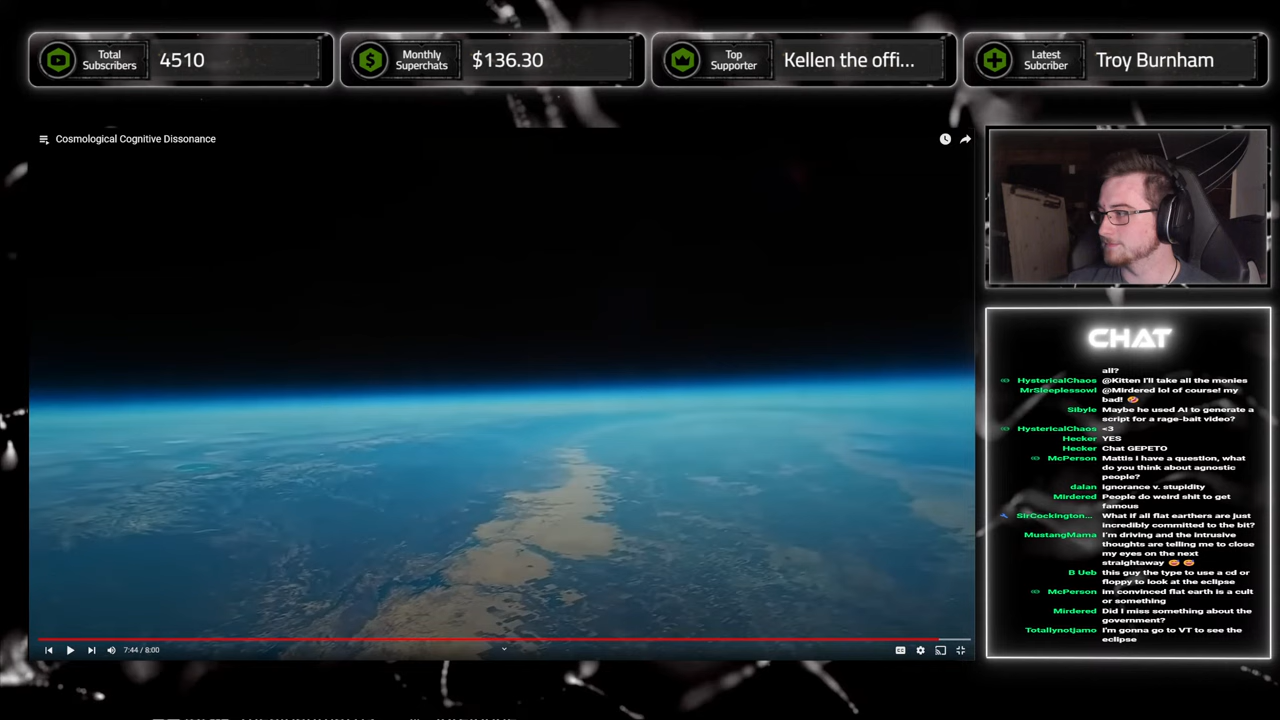 Total
Subscribers
4510
Monthly
Superchats
$136.30
Top
Supporter
Kellen the offi...
Latest
Subcriber
Troy Burnham
Cosmological Cognitive Dissonance
7:44 / 8:00
CC
CHAT
all?
HystericalChaos @Kitten I'll take all the monies
MrSleeplessowl @Mirdered lol of course! my
bad! 🤣
Sibyle Maybe he used AI to generate a
script for a rage-bait video?
HystericalChaos <3
Hecker YES
Hecker Chat GEPETO
McPerson Mattis I have a question, what
do you think about agnostic
people?
dalan ignorance v. stupidity
Mirdered People do weird shit to get
famous
SirCockington... What if all flat earthers are just
incredibly committed to the bit?
MustangMama I'm driving and the intrusive
thoughts are telling me to close
my eyes on the next
straightaway
B Ueb this guy the type to use a cd or
floppy to look at the eclipse
McPerson im convinced flat earth is a cult
or something
Mirdered Did I miss something about the
government?
Totallynotjamo I'm gonna go to VT to see the
eclipse